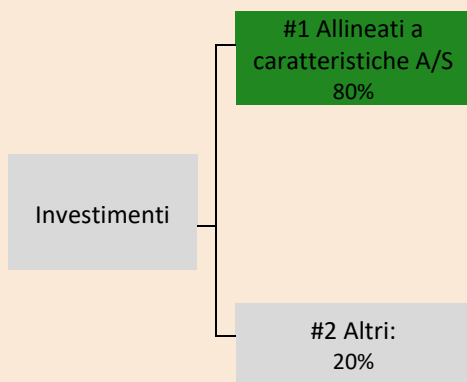 #1 Allineati a
caratteristiche A/S
80%
Investimenti
#2 Altri:
20%